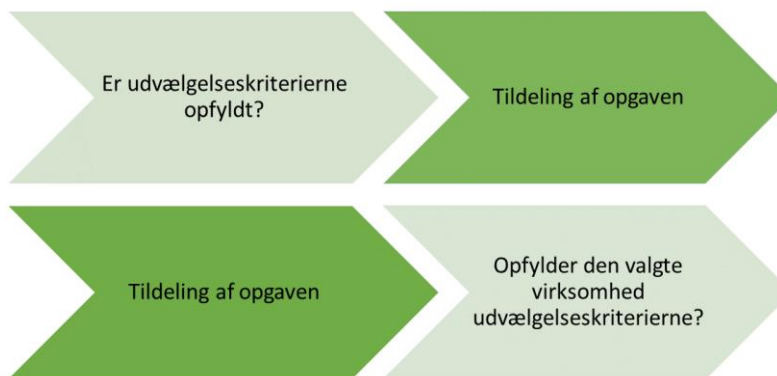 Er udvælgelseskriterierne
opfyldt?
Tildeling af opgaven
Tildeling af opgaven
Opfylder den valgte
virksomhed
udvælgelseskriterierne?